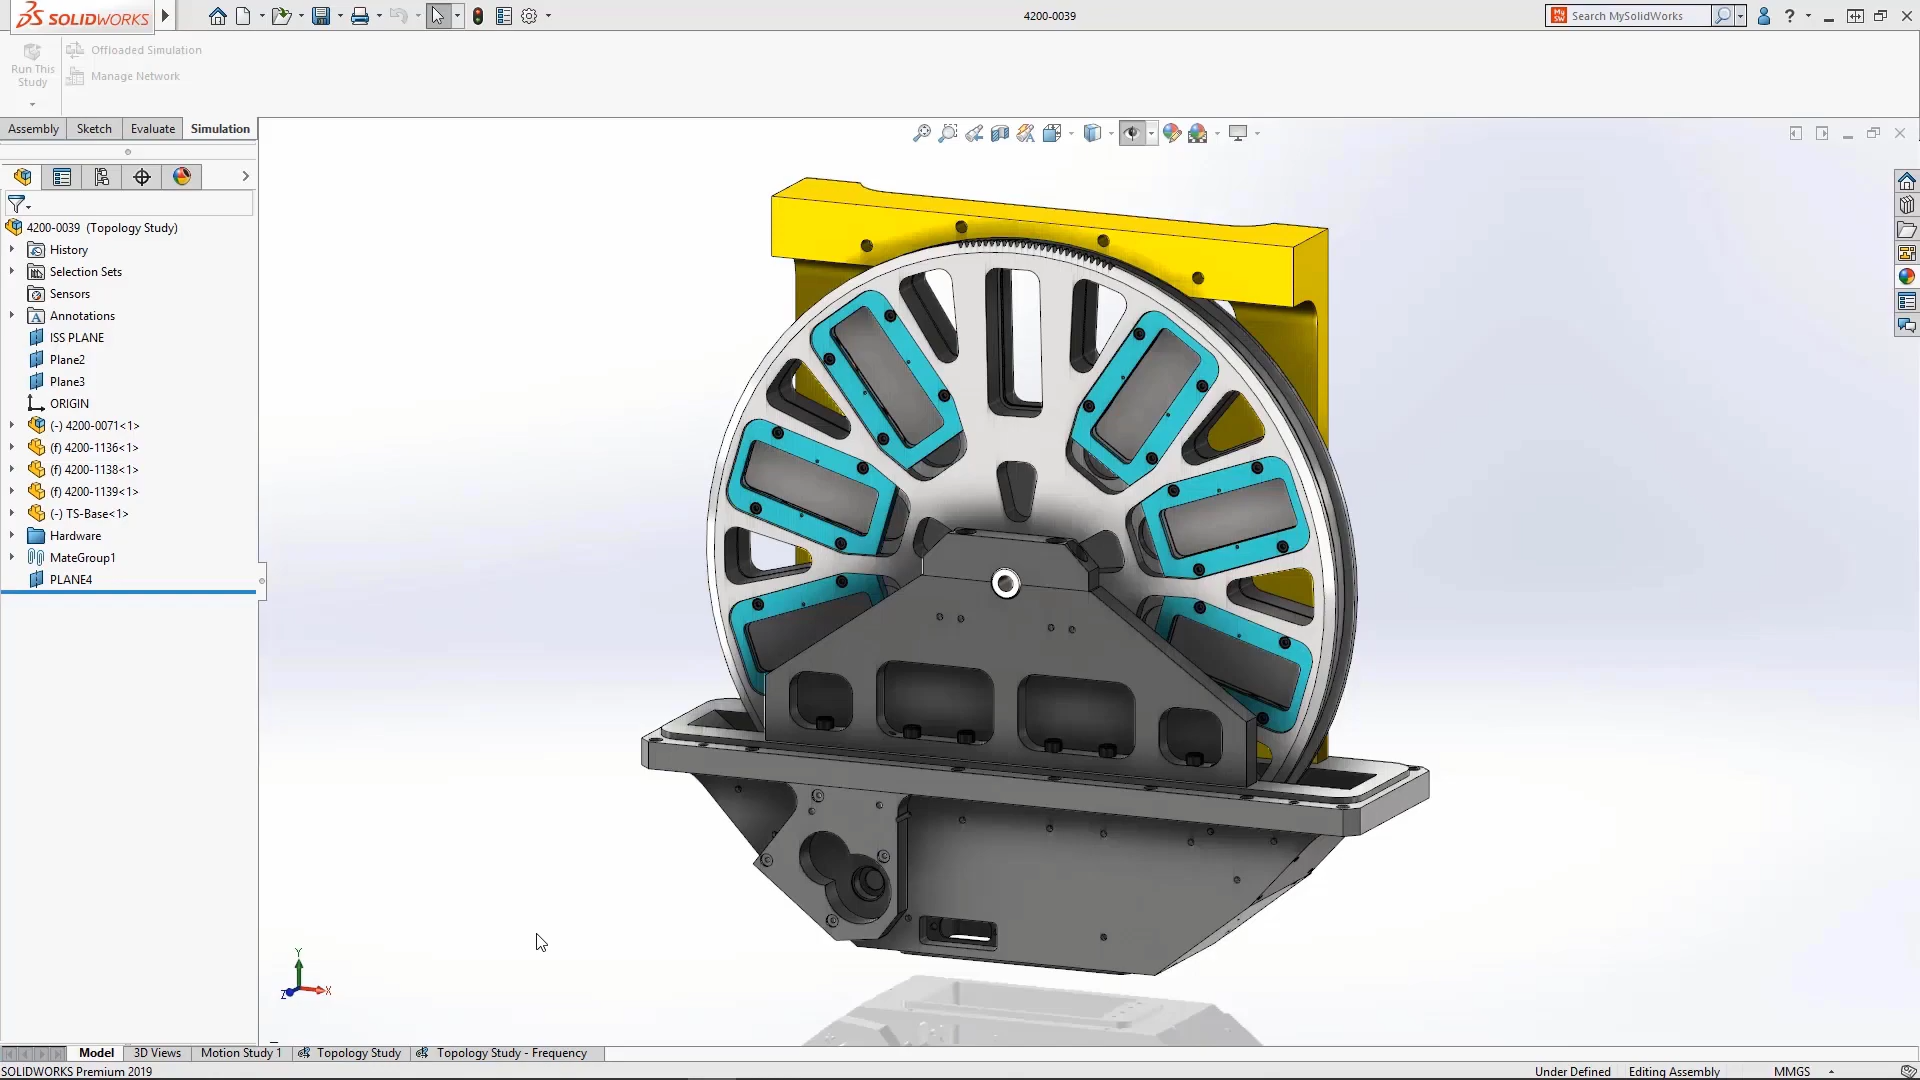 SOLIDWORKS
4200-0039
Search MySolidWorks
Run This
Study
Offloaded Simulation
Manage Network
Assembly
Sketch
Evaluate
Simulation
4200-0039 (Topology Study)
History
Selection Sets
Sensors
Annotations
ISS PLANE
Plane2
Plane3
ORIGIN
(-) 4200-0071<1>
(f) 4200-1136<1>
(f) 4200-1138<1>
(f) 4200-1139<1>
(-) TS-Base<1>
Hardware
MateGroup1
PLANE4
Y
Z
X
Model
3D Views
Motion Study 1
Topology Study
Topology Study - Frequency
SOLIDWORKS Premium 2019
Under Defined
Editing Assembly
MMGS